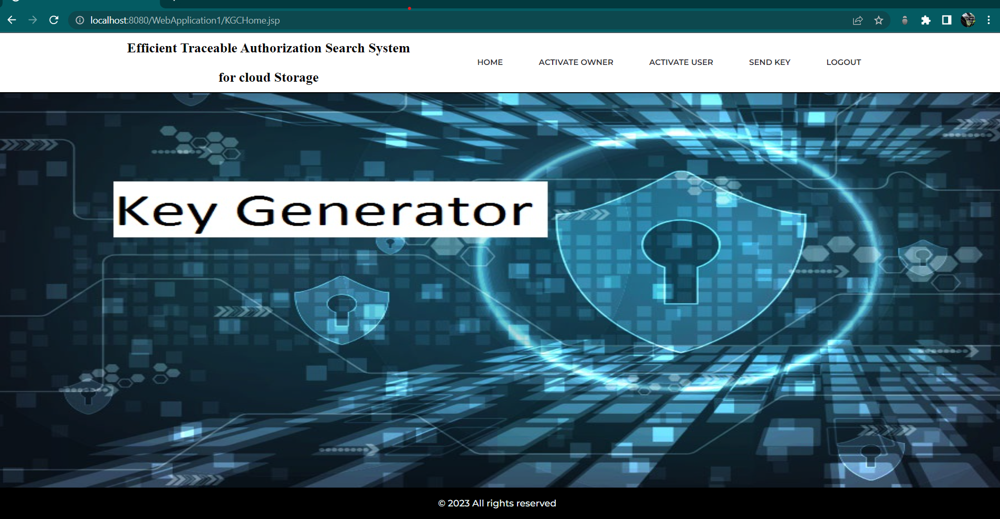 localhost:8080/WebApplication1/KGCHome.jsp
Efficient Traceable Authorization Search System
for cloud Storage
HOME ACTIVATE OWNER ACTIVATE USER SEND KEY LOGOUT
Key Generator
© 2023 All rights reserved